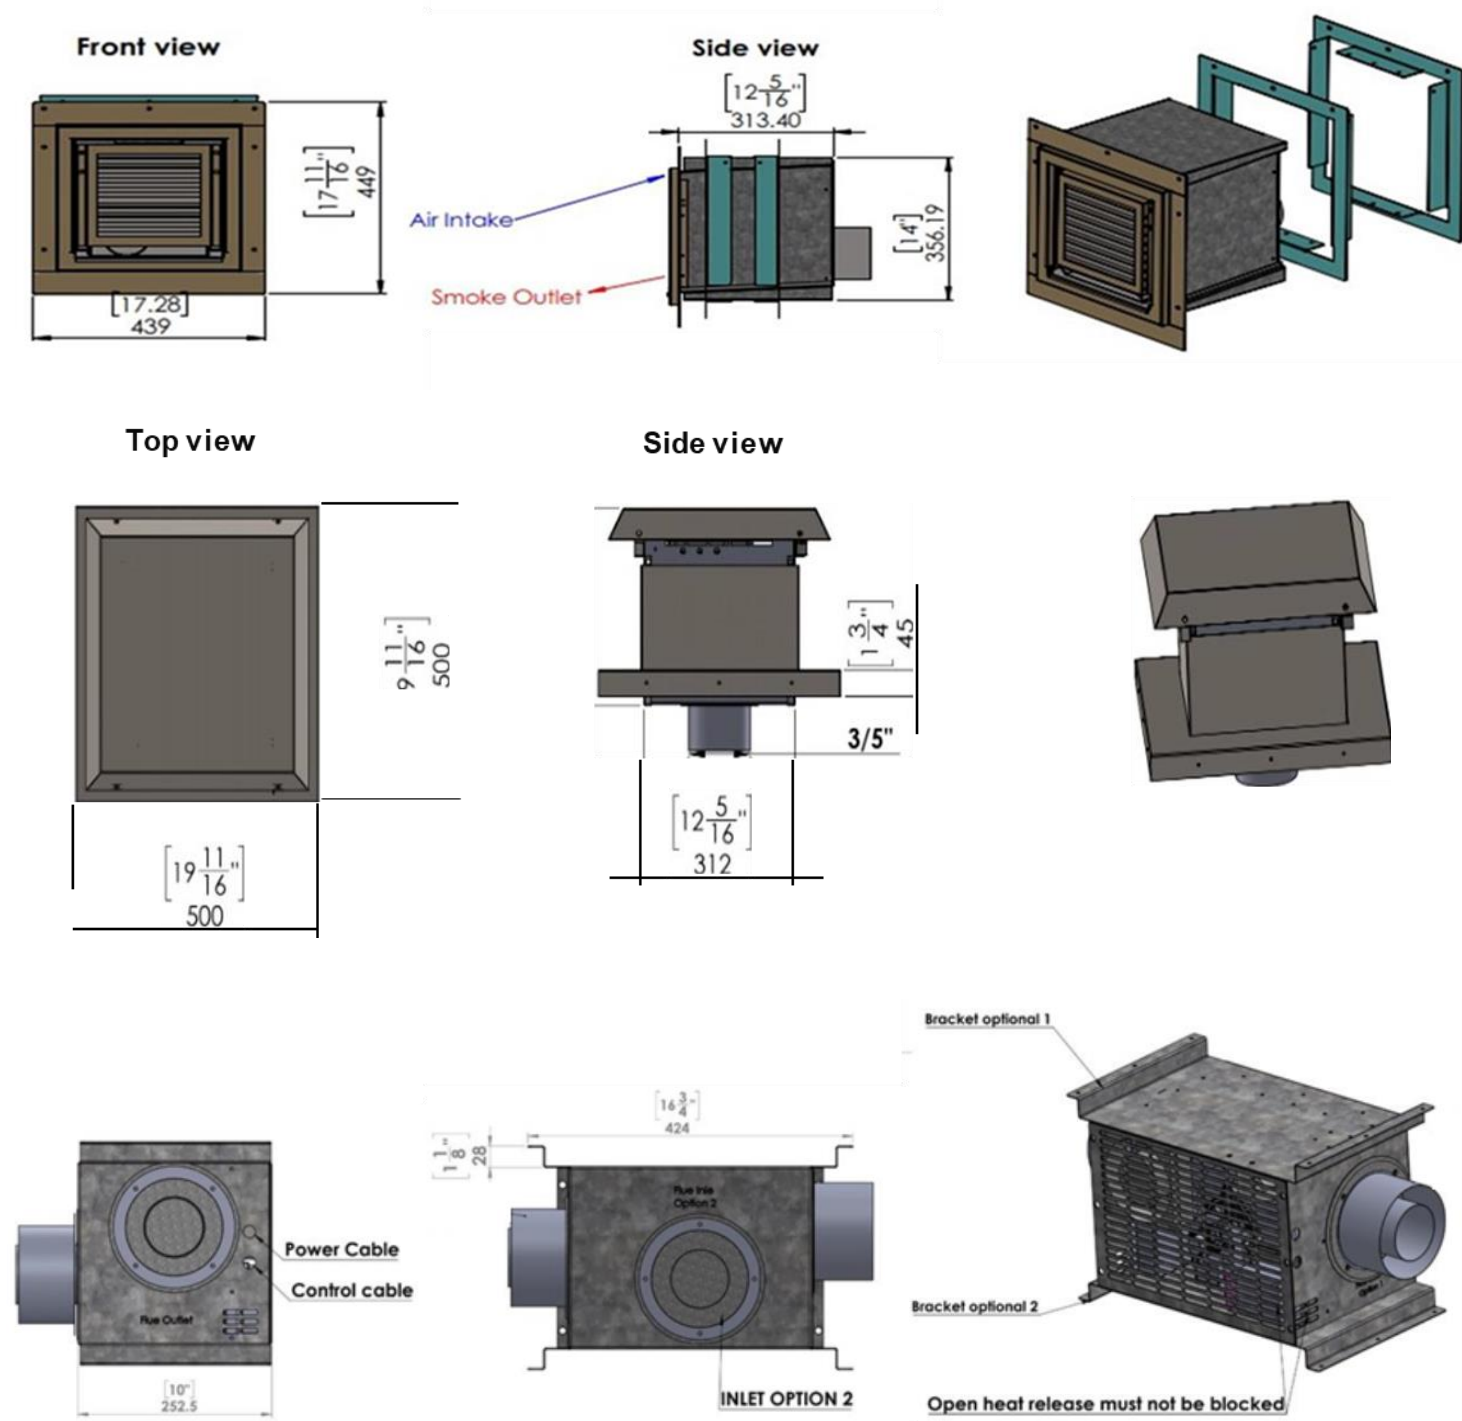 Front view
Side view
[12 5/16"]
313.40
[17 11/16"]
449
Air Intake
[14"]
356.19
Smoke Outlet
[17.28]
439
Top view
Side view
9 11/16"
500
[1 3/4"]
45
3/5"
[19 11/16"]
500
[12 5/16"]
312
Bracket optional 1
[16 3/4"]
424
[1 1/8"]
28
Flue Inle
Option 2
Power Cable
Control cable
Flue Outlet
Bracket optional 2
[10"]
252.5
INLET OPTION 2
Open heat release must not be blocked